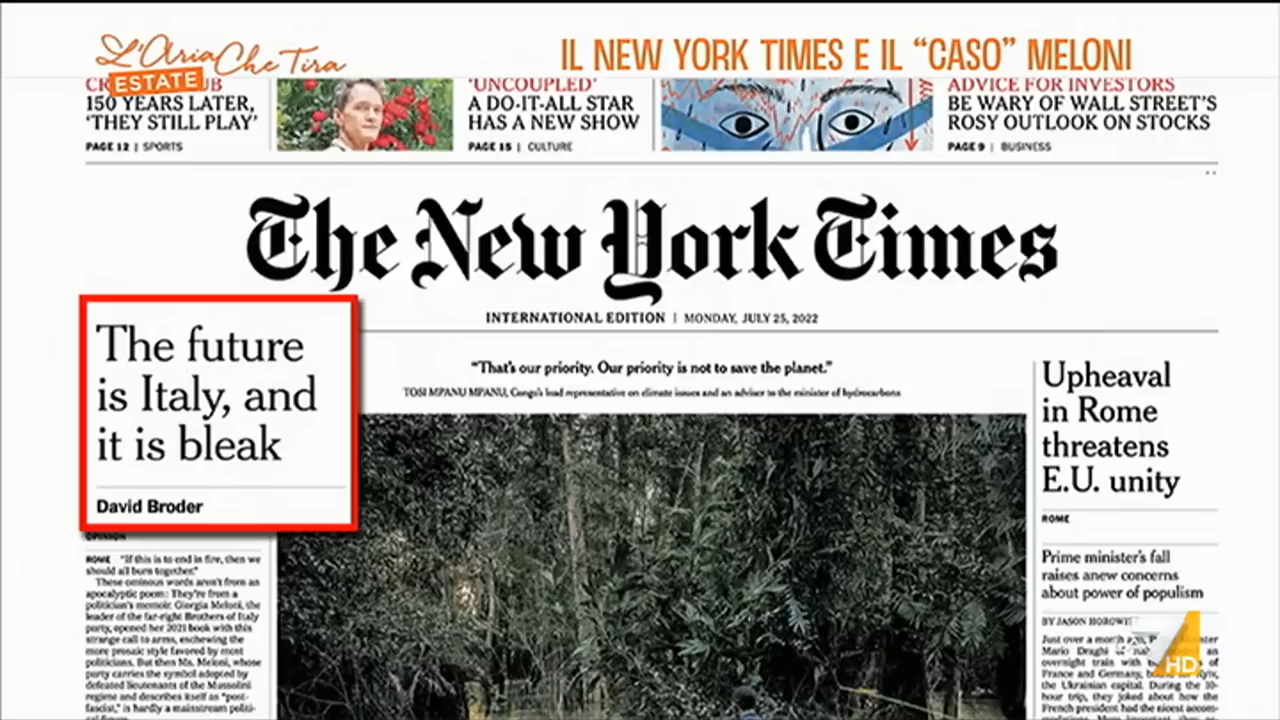 L'Aria Che Tira
ESTATE
IL NEW YORK TIMES E IL “CASO” MELONI
150 YEARS LATER,
‘THEY STILL PLAY’
PAGE 12 | SPORTS
‘UNCOUPLED’
A DO-IT-ALL STAR
HAS A NEW SHOW
PAGE 15 | CULTURE
ADVICE FOR INVESTORS
BE WARY OF WALL STREET’S
ROSY OUTLOOK ON STOCKS
PAGE 9 | BUSINESS
The New York Times
INTERNATIONAL EDITION | MONDAY, JULY 25, 2022
The future
is Italy, and
it is bleak
David Broder
OPINION
ROME “If this is to end in fire, then we
should all burn together.”
These ominous words aren’t from an
apocalyptic poem: They’re from a
politician’s memoir. Giorgia Meloni, the
leader of the far-right Brothers of Italy
party, opened her 2021 book with this
strange call to arms, eschewing the
more prosaic style favored by most
politicians. But then Ms. Meloni, whose
party carries the symbol adopted by
defeated lieutenants of the Mussolini
regime and describes itself as “post-
fascist,” is hardly a mainstream politi-
“That’s our priority. Our priority is not to save the planet.”
TOSI MPANU MPANU, Congo’s lead representative on climate issues and an adviser to the minister of hydrocarbons
Upheaval
in Rome
threatens
E.U. unity
ROME
Prime minister’s fall
raises anew concerns
about power of populism
BY JASON HOROWIT
Just over a month ago,
Mario Draghi of an
overnight train with of
France and Germany,
the Ukrainian capital. During the 10-
hour trip, they joked about how the
French president had the nicest accom-
HD